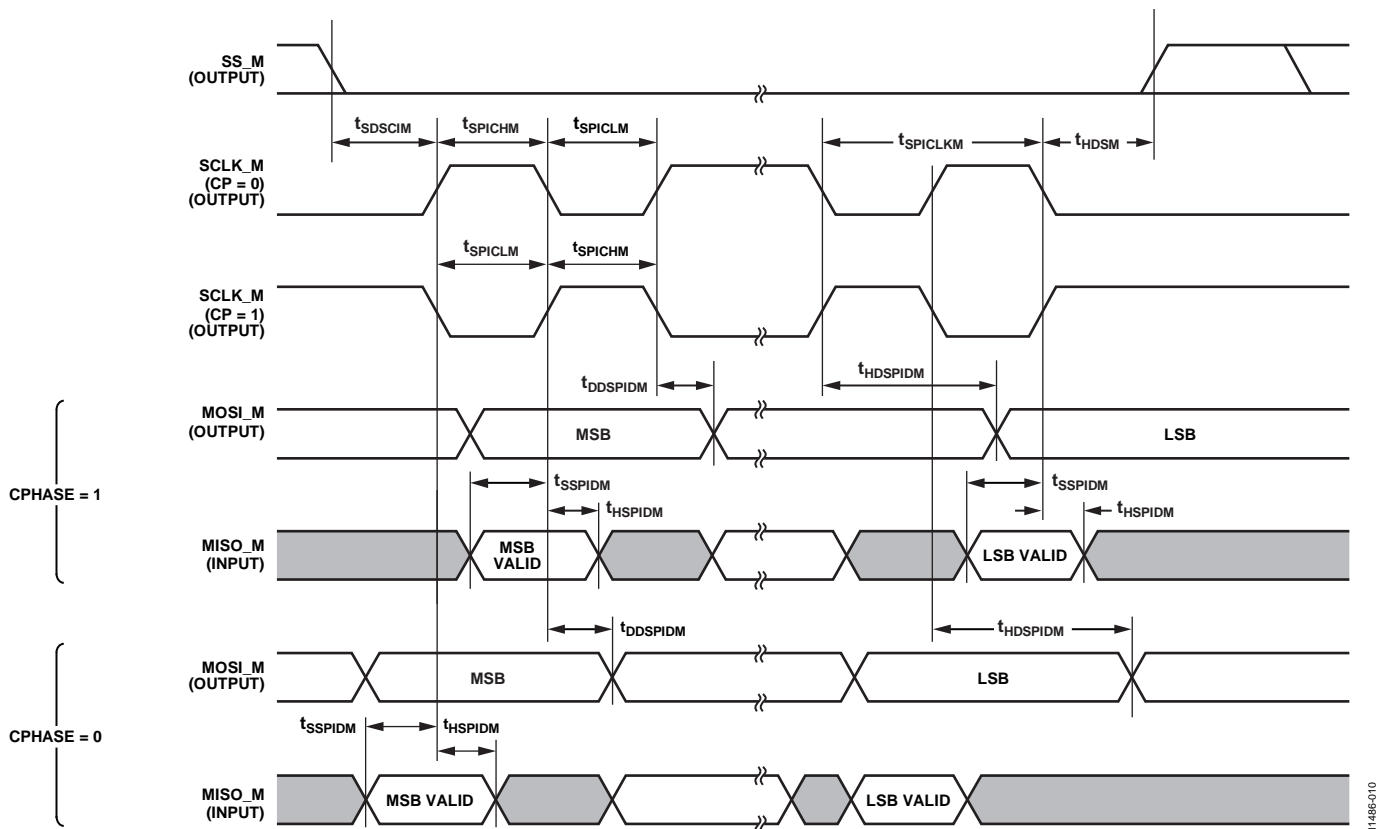 SS_M
(OUTPUT)
tSDSCIM
tSPICHM
tSPICLM
tSPICLKM
tHDSM
SCLK_M
(CP = 0)
(OUTPUT)
tSPICLM
tSPICHM
SCLK_M
(CP = 1)
(OUTPUT)
tDDSPIDM
tHDSPIDM
MOSI_M
(OUTPUT)
MSB
LSB
CPHASE = 1
tSSPIDM
tSSPIDM
tHSPIDM
tHSPIDM
MISO_M
(INPUT)
MSB
VALID
LSB VALID
tDDSPIDM
tHDSPIDM
MOSI_M
(OUTPUT)
MSB
LSB
CPHASE = 0
tSSPIDM
tHSPIDM
MISO_M
(INPUT)
MSB VALID
LSB VALID
11486-010